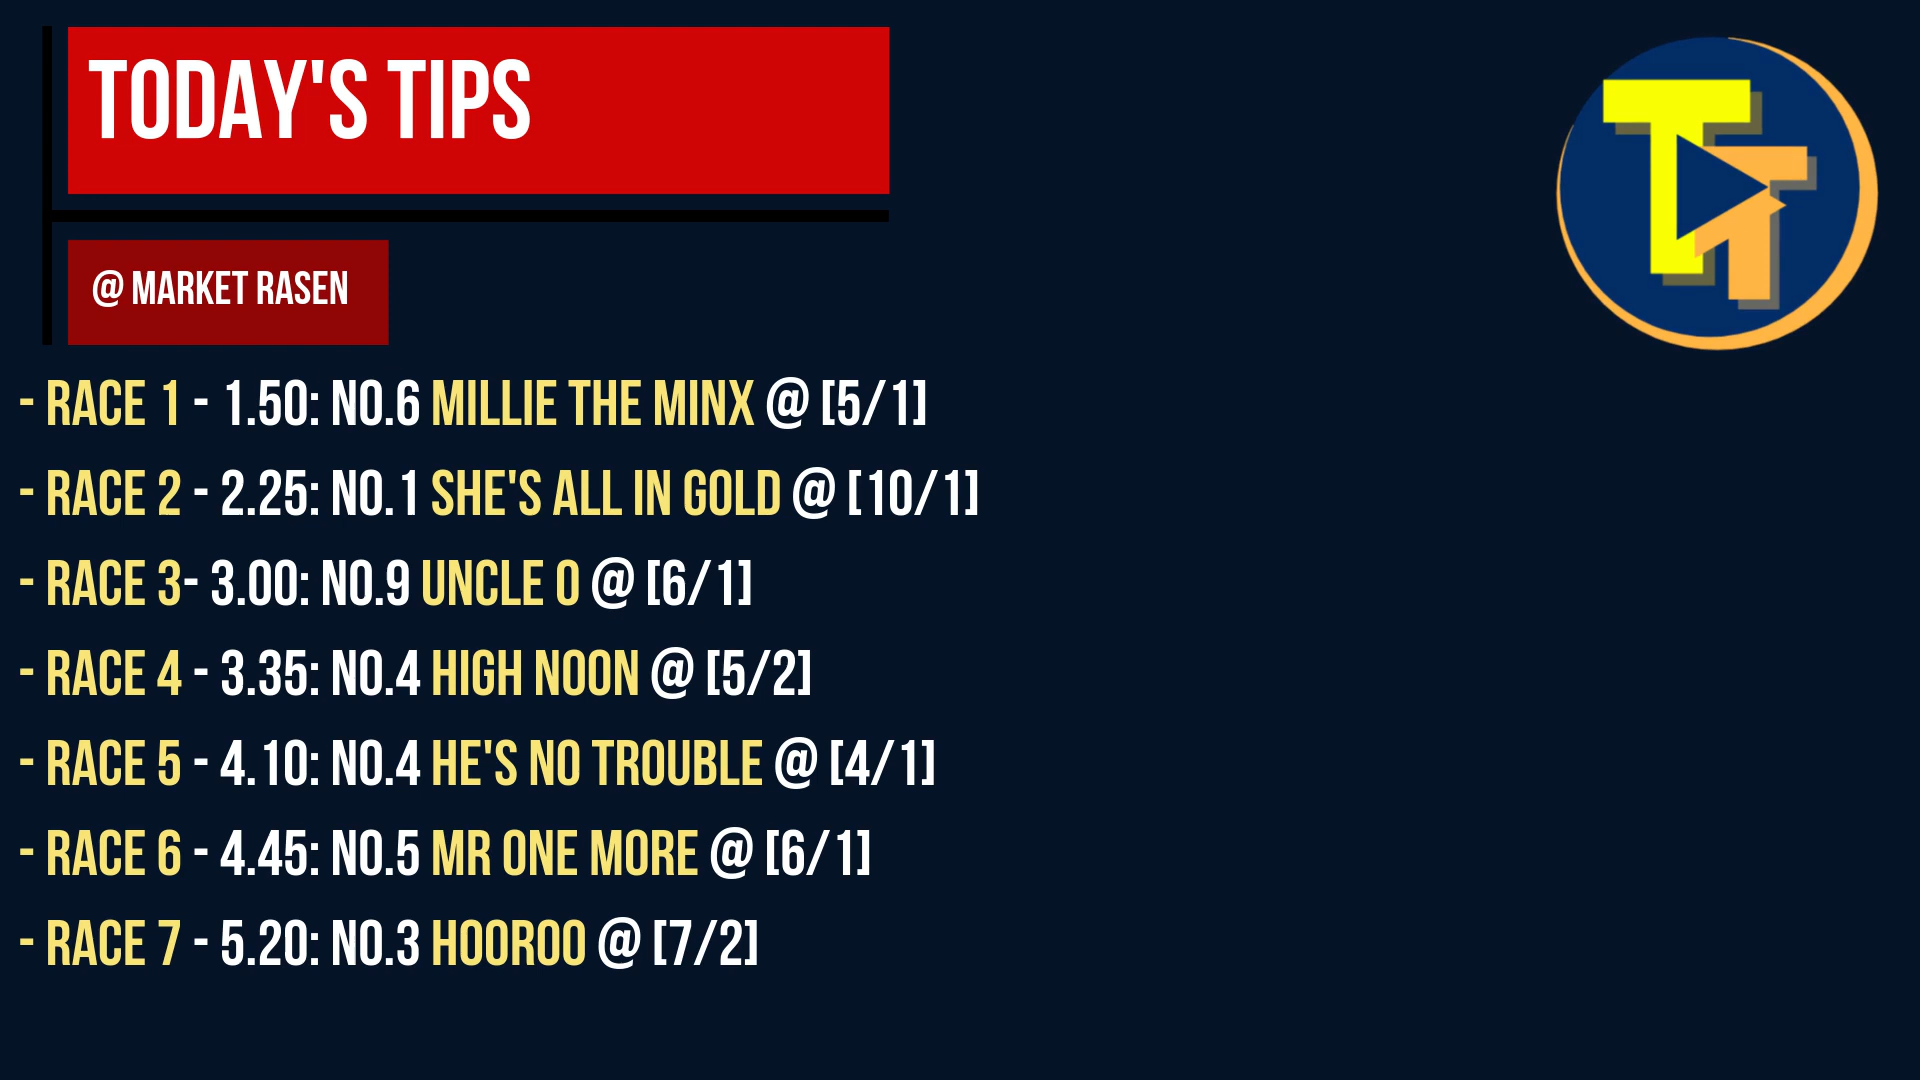 TODAY'S TIPS
@ MARKET RASEN
- RACE 1 - 1.50: NO.6 MILLIE THE MINX @ [5/1]
- RACE 2 - 2.25: NO.1 SHE'S ALL IN GOLD @ [10/1]
- RACE 3- 3.00: NO.9 UNCLE O @ [6/1]
- RACE 4 - 3.35: NO.4 HIGH NOON @ [5/2]
- RACE 5 - 4.10: NO.4 HE'S NO TROUBLE @ [4/1]
- RACE 6 - 4.45: NO.5 MR ONE MORE @ [6/1]
- RACE 7 - 5.20: NO.3 HOOROO @ [7/2]
TT